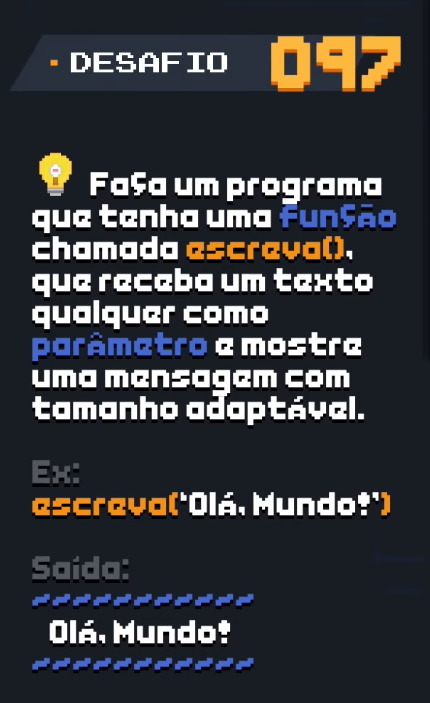 DESAFIO 097
Faça um programa
que tenha uma função
chamada escreva(),
que receba um texto
qualquer como
parâmetro e mostre
uma mensagem com
tamanho adaptável.
Ex:
escreva('Olá, Mundo!')
Saída:
~~~~~~~~~~~
Olá, Mundo!
~~~~~~~~~~~